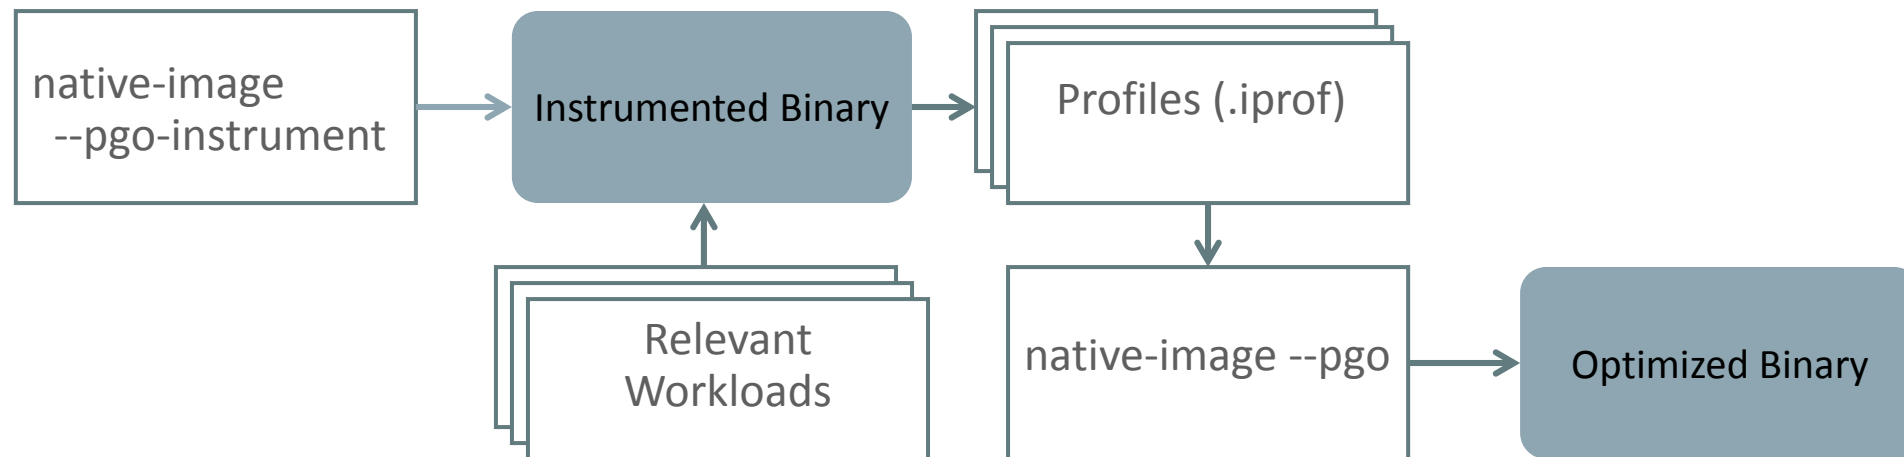 native-image
--pgo-instrument
Instrumented Binary
Profiles (.iprof)
Relevant
Workloads
native-image --pgo
Optimized Binary